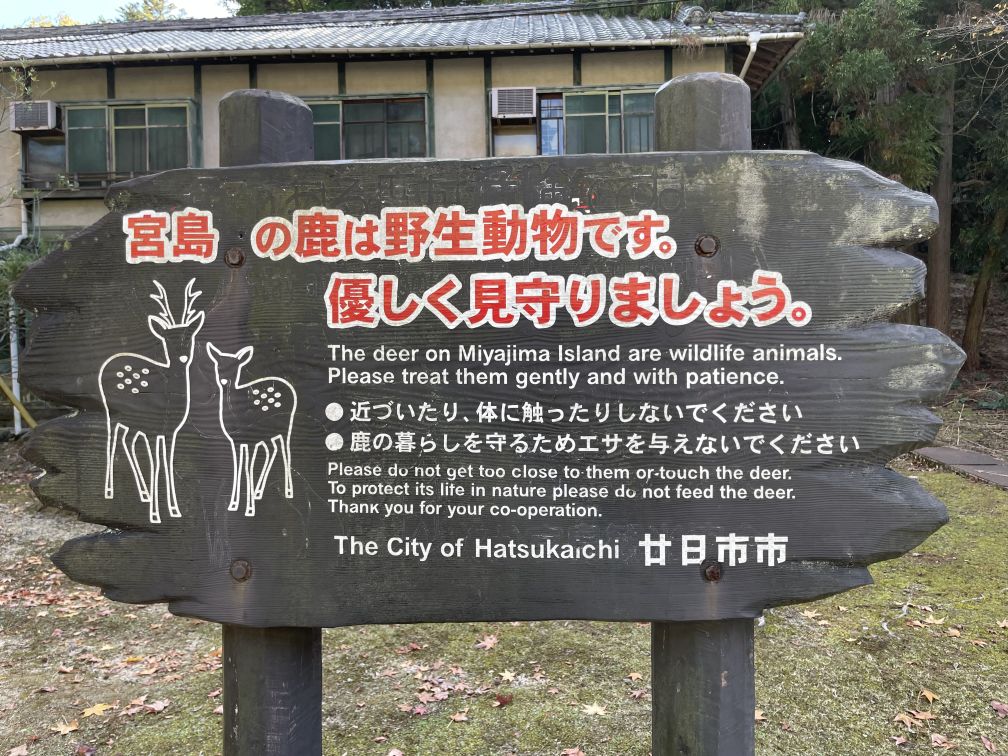 宮島 の鹿は野生動物です。
優しく見守りましょう。
The deer on Miyajima Island are wildlife animals.
Please treat them gently and with patience.
● 近づいたり、体に触ったりしないでください
● 鹿の暮らしを守るためエサを与えないでください
Please do not get too close to them or touch the deer.
To protect its life in nature please do not feed the deer.
Thank you for your co-operation.
The City of Hatsukaichi 廿日市市